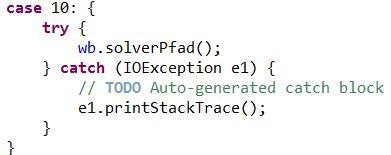 case 10: {
try {
wb.solverPfad();
} catch (IOException e1) {
// TODO Auto-generated catch block
e1.printStackTrace();
}
}